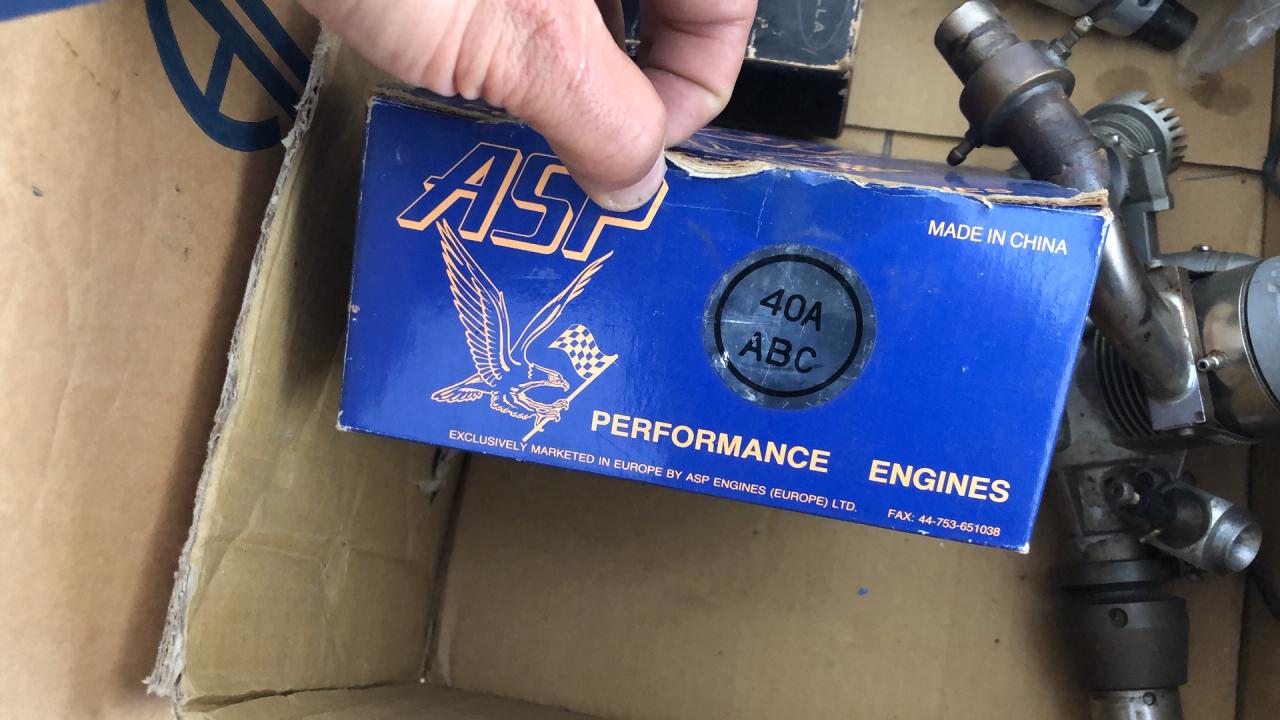 ASP
MADE IN CHINA
40A
ABC
PERFORMANCE ENGINES
EXCLUSIVELY MARKETED IN EUROPE BY ASP ENGINES (EUROPE) LTD. FAX: 44-753-651038